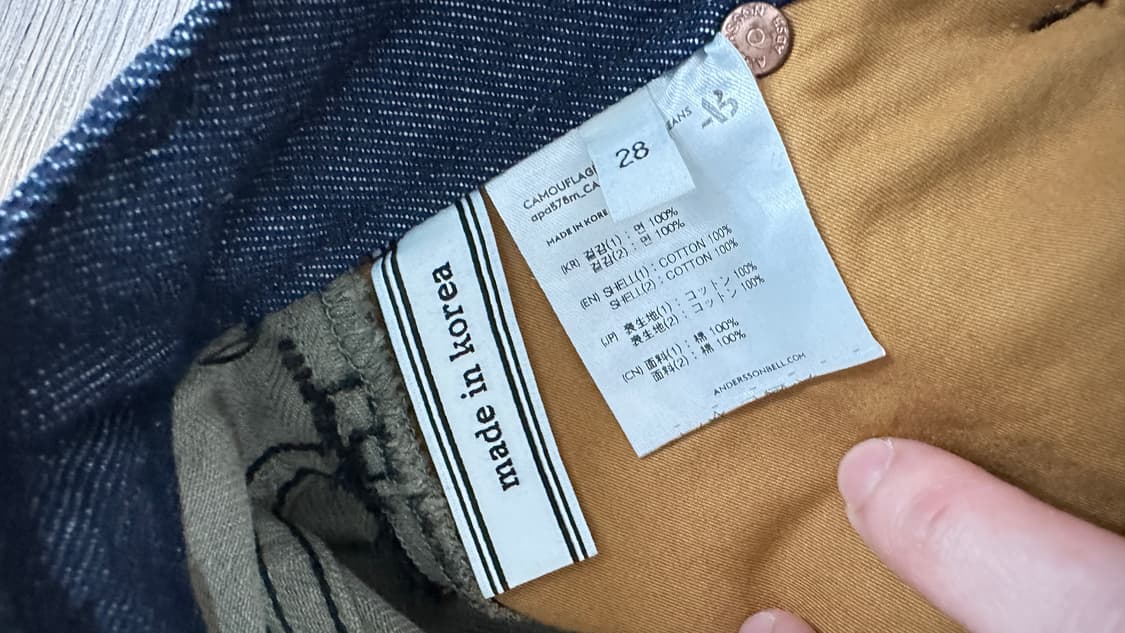 28
CAMOUFLAG
apa578m_CA
MADE IN KORE
(KR) 겉감(1) : 면 100%
겉감(2) : 면 100%
(EN) SHELL(1) : COTTON 100%
SHELL(2) : COTTON 100%
(JP) 表生地(1) : コットン 100%
表生地(2) : コットン 100%
(CN) 面料(1) : 棉 100%
面料(2) : 棉 100%
ANDERSSONBELL.COM
made in korea